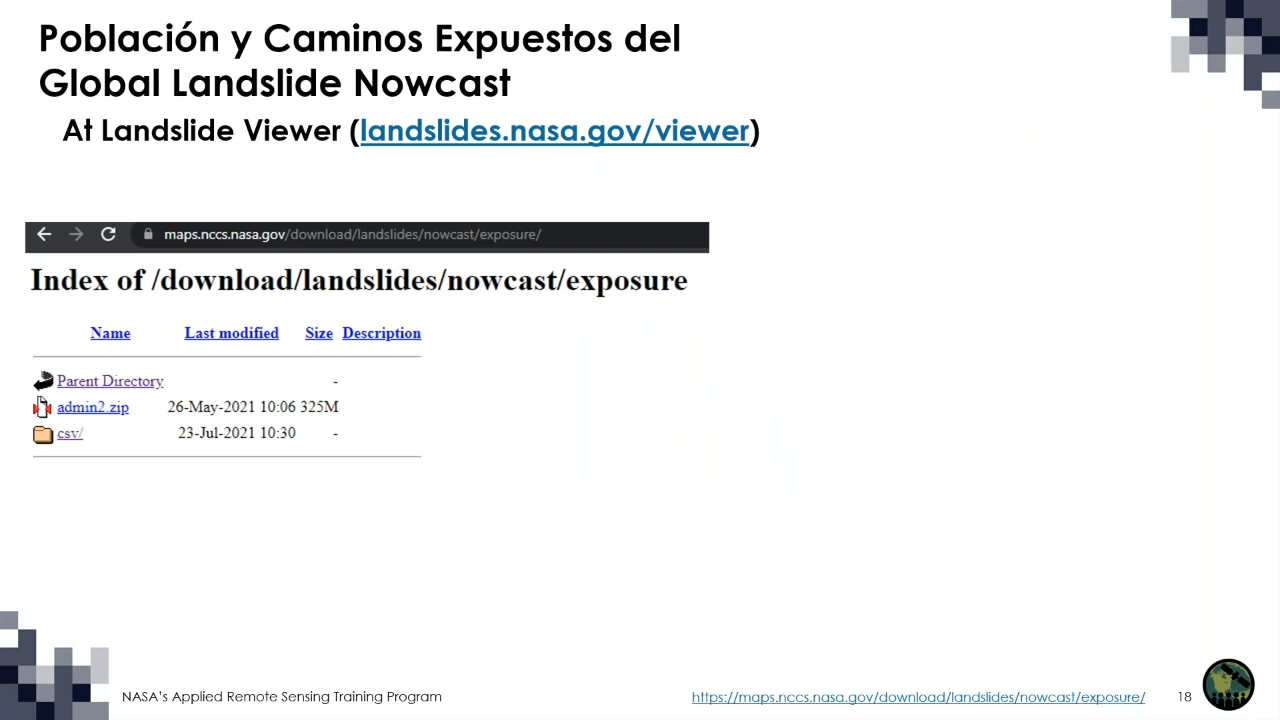 Población y Caminos Expuestos del
Global Landslide Nowcast
At Landslide Viewer (landslides.nasa.gov/viewer)
maps.nccs.nasa.gov/download/landslides/nowcast/exposure/
Index of /download/landslides/nowcast/exposure
Name Last modified Size Description
Parent Directory -
admin2.zip 26-May-2021 10:06 325M
csv/ 23-Jul-2021 10:30 -
NASA's Applied Remote Sensing Training Program https://maps.nccs.nasa.gov/download/landslides/nowcast/exposure/ 18